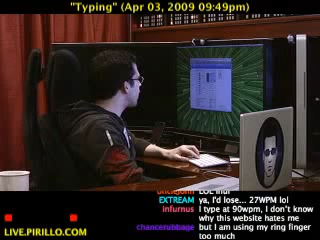 "Typing" (Apr 03, 2009 09:49pm)
LOL indi
EXTREAM ya, I'd lose... 27WPM lol
infurnus I type at 90wpm, I don't know
why this website hates me
chancerubbage but I am using my ring finger
too much
LIVE.PIRILLO.COM